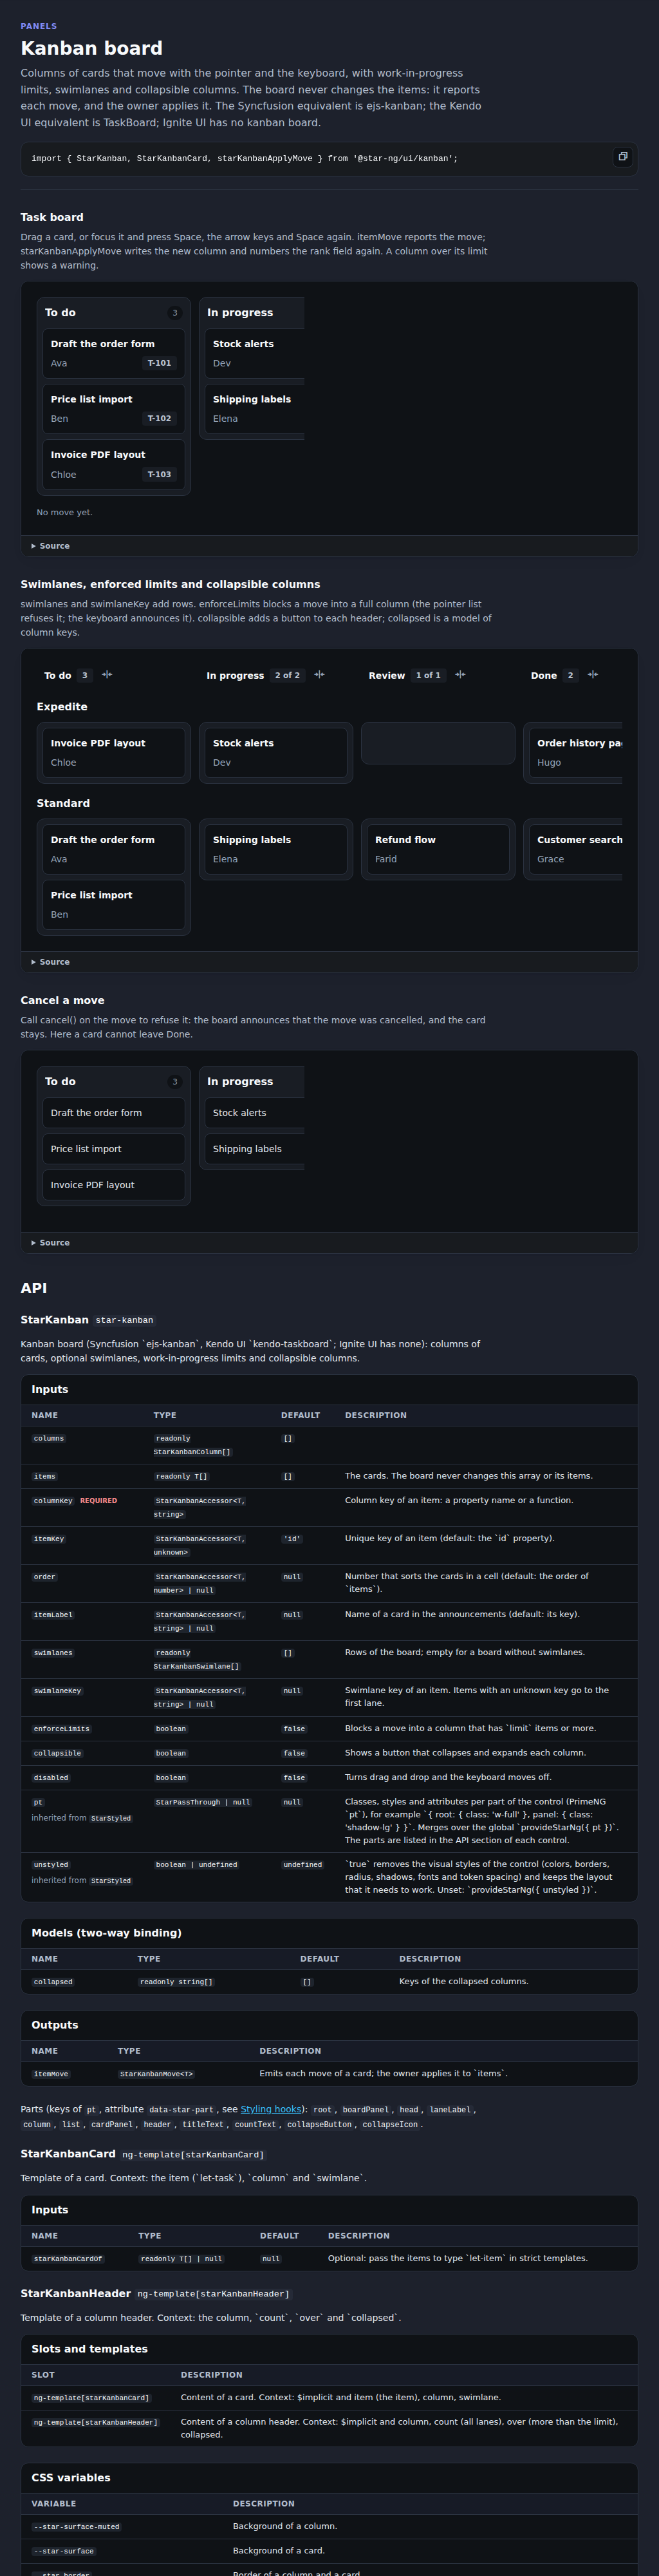 PANELS
Kanban board
Columns of cards that move with the pointer and the keyboard, with work-in-progress
limits, swimlanes and collapsible columns. The board never changes the items: it reports
each move, and the owner applies it. The Syncfusion equivalent is ejs-kanban; the Kendo
UI equivalent is TaskBoard; Ignite UI has no kanban board.
import { StarKanban, StarKanbanCard, starKanbanApplyMove } from '@star-ng/ui/kanban';
Task board
Drag a card, or focus it and press Space, the arrow keys and Space again. itemMove reports the move;
starKanbanApplyMove writes the new column and numbers the rank field again. A column over its limit
shows a warning.
To do 3 In progress
Draft the order form Stock alerts
Ava T-101 Dev
Price list import Shipping labels
Ben T-102 Elena
Invoice PDF layout
Chloe T-103
No move yet.
Source
Swimlanes, enforced limits and collapsible columns
swimlanes and swimlaneKey add rows. enforceLimits blocks a move into a full column (the pointer list
refuses it; the keyboard announces it). collapsible adds a button to each header; collapsed is a model of
column keys.
To do 3 In progress 2 of 2 Review 1 of 1 Done 2
Expedite
Invoice PDF layout Stock alerts Order history pa
Chloe Dev Hugo
Standard
Draft the order form Shipping labels Refund flow Customer search
Ava Elena Farid Grace
Price list import
Ben
Source
Cancel a move
Call cancel() on the move to refuse it: the board announces that the move was cancelled, and the card
stays. Here a card cannot leave Done.
To do 3 In progress
Draft the order form Stock alerts
Price list import Shipping labels
Invoice PDF layout
Source
API
StarKanban star-kanban
Kanban board (Syncfusion `ejs-kanban`, Kendo UI `kendo-taskboard`; Ignite UI has none): columns of
cards, optional swimlanes, work-in-progress limits and collapsible columns.
Inputs
NAME TYPE DEFAULT DESCRIPTION
columns readonly StarKanbanColumn[] []
items readonly T[] [] The cards. The board never changes this array or its items.
columnKey REQUIRED StarKanbanAccessor<T, string> Column key of an item: a property name or a function.
itemKey StarKanbanAccessor<T, unknown> 'id' Unique key of an item (default: the `id` property).
order StarKanbanAccessor<T, number> | null null Number that sorts the cards in a cell (default: the order of
`items`).
itemLabel StarKanbanAccessor<T, string> | null null Name of a card in the announcements (default: its key).
swimlanes readonly StarKanbanSwimlane[] [] Rows of the board; empty for a board without swimlanes.
swimlaneKey StarKanbanAccessor<T, string> | null null Swimlane key of an item. Items with an unknown key go to the
first lane.
enforceLimits boolean false Blocks a move into a column that has `limit` items or more.
collapsible boolean false Shows a button that collapses and expands each column.
disabled boolean false Turns drag and drop and the keyboard moves off.
pt StarPassThrough | null null Classes, styles and attributes per part of the control (PrimeNG
inherited from StarStyled `pt`), for example `{ root: { class: 'w-full' }, panel: { class:
'shadow-lg' } }`. Merges over the global `provideStarNg({ pt })`.
The parts are listed in the API section of each control.
unstyled boolean | undefined undefined `true` removes the visual styles of the control (colors, borders,
inherited from StarStyled radius, shadows, fonts and token spacing) and keeps the layout
that it needs to work. Unset: `provideStarNg({ unstyled })`.
Models (two-way binding)
NAME TYPE DEFAULT DESCRIPTION
collapsed readonly string[] [] Keys of the collapsed columns.
Outputs
NAME TYPE DESCRIPTION
itemMove StarKanbanMove<T> Emits each move of a card; the owner applies it to `items`.
Parts (keys of pt, attribute data-star-part, see Styling hooks): root, boardPanel, head, laneLabel,
column, list, cardPanel, header, titleText, countText, collapseButton, collapseIcon.
StarKanbanCard ng-template[starKanbanCard]
Template of a card. Context: the item (`let-task`), `column` and `swimlane`.
Inputs
NAME TYPE DEFAULT DESCRIPTION
starKanbanCardOf readonly T[] | null null Optional: pass the items to type `let-item` in strict templates.
StarKanbanHeader ng-template[starKanbanHeader]
Template of a column header. Context: the column, `count`, `over` and `collapsed`.
Slots and templates
SLOT DESCRIPTION
ng-template[starKanbanCard] Content of a card. Context: $implicit and item (the item), column, swimlane.
ng-template[starKanbanHeader] Content of a column header. Context: $implicit and column, count (all lanes), over (more than the limit),
collapsed.
CSS variables
VARIABLE DESCRIPTION
--star-surface-muted Background of a column.
--star-surface Background of a card.
--star-border Border of a column and a card.